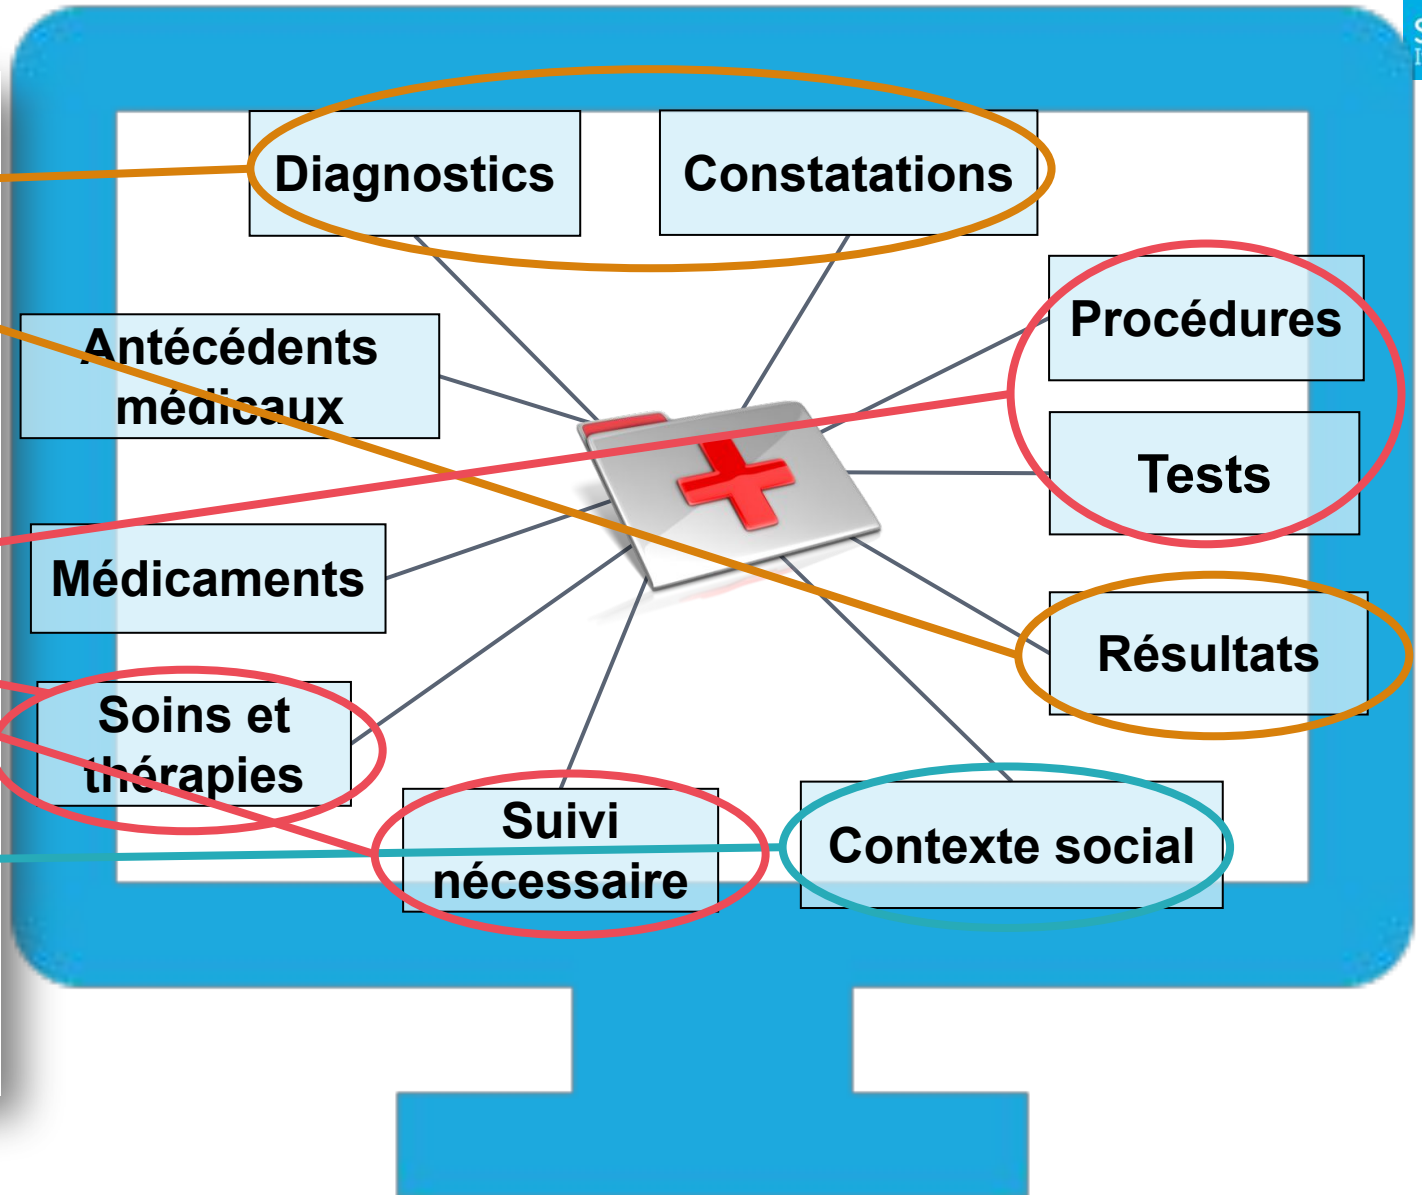 Diagnostics
Constatations
Procédures
Antécédents
médicaux
Tests
Médicaments
Résultats
Soins et
thérapies
Suivi
nécessaire
Contexte social